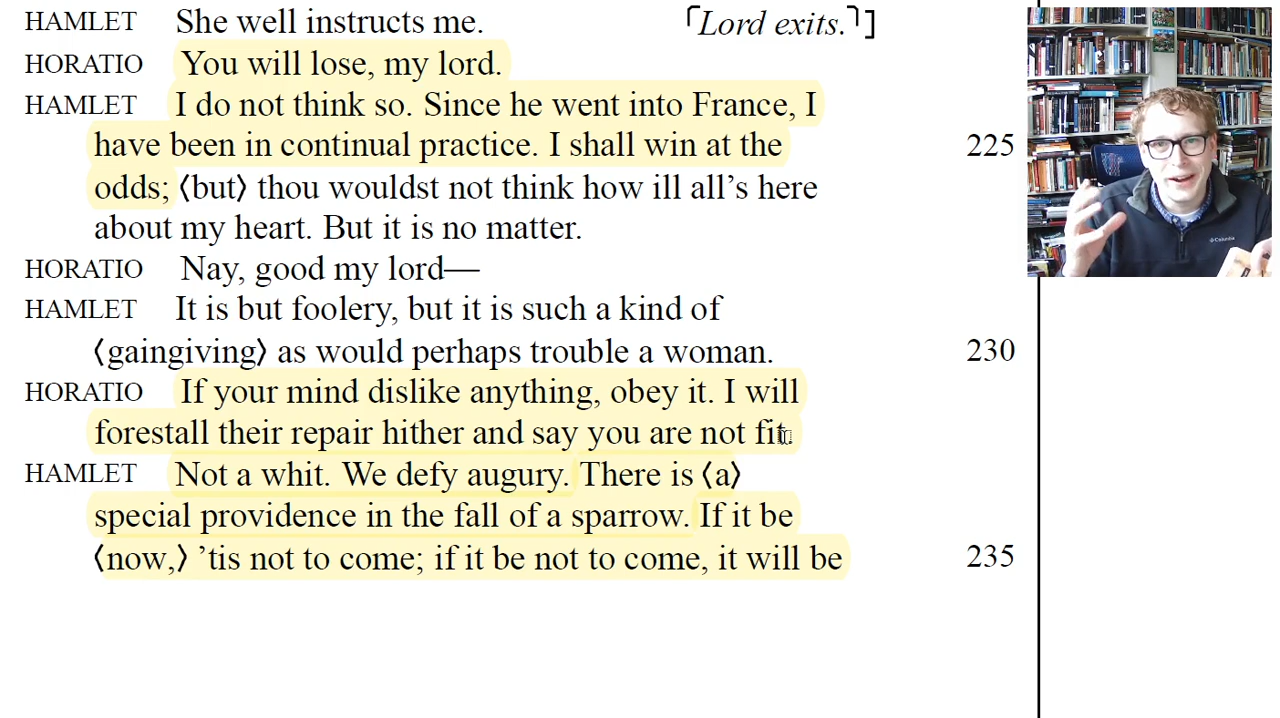 HAMLET She well instructs me. ⌜Lord exits.⌝]
HORATIO You will lose, my lord.
HAMLET I do not think so. Since he went into France, I
have been in continual practice. I shall win at the 225
odds; ⟨but⟩ thou wouldst not think how ill all’s here
about my heart. But it is no matter.
HORATIO Nay, good my lord—
HAMLET It is but foolery, but it is such a kind of
⟨gaingiving⟩ as would perhaps trouble a woman. 230
HORATIO If your mind dislike anything, obey it. I will
forestall their repair hither and say you are not fit.
HAMLET Not a whit. We defy augury. There is ⟨a⟩
special providence in the fall of a sparrow. If it be
⟨now,⟩ ’tis not to come; if it be not to come, it will be 235
Columbia